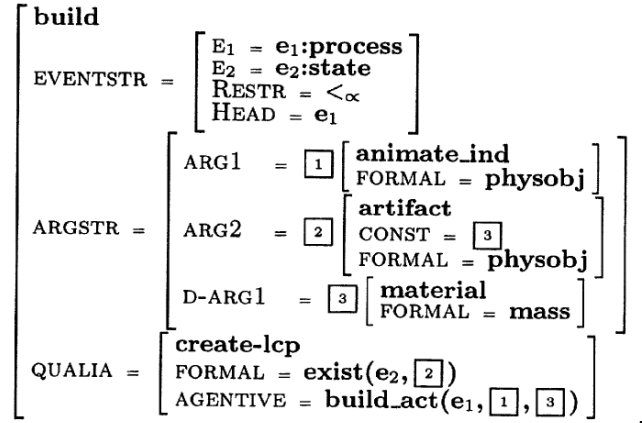 build
EVENTSTR = 
E1 = e1:process
E2 = e2:state
RESTR = <∝
HEAD = e1
ARGSTR =
ARG1 = 1 animate_ind
FORMAL = physobj
ARG2 = 2 artifact
CONST = 3
FORMAL = physobj
D-ARG1 = 3 material
FORMAL = mass
QUALIA =
create-lcp
FORMAL = exist(e2, 2)
AGENTIVE = build_act(e1, 1, 3)
.